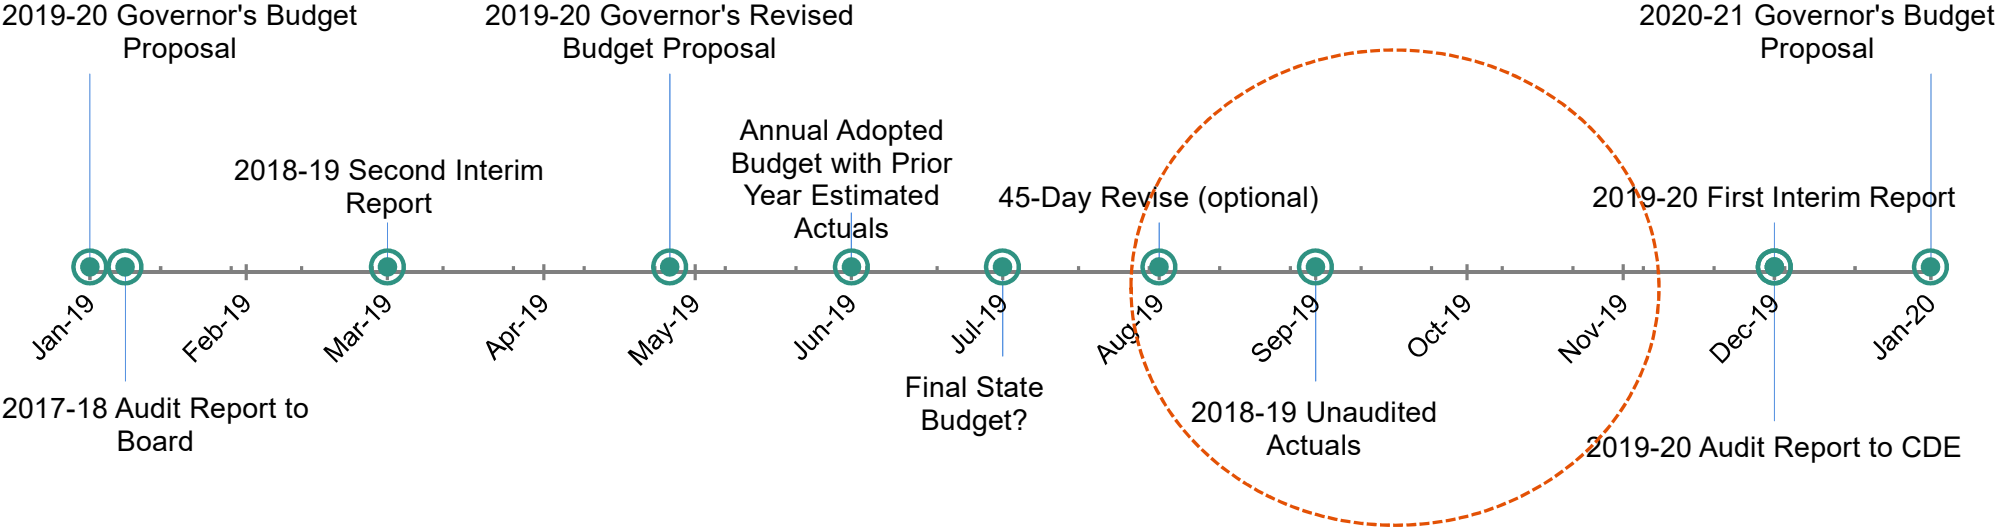 2019-20 Governor's Budget
Proposal
2019-20 Governor's Revised
Budget Proposal
2020-21 Governor's Budget
Proposal
Annual Adopted
Budget with Prior
Year Estimated
Actuals
2018-19 Second Interim
Report
45-Day Revise (optional)
2019-20 First Interim Report
Jan-19
Feb-19
Mar-19
Apr-19
May-19
Jun-19
Jul-19
Aug-19
Sep-19
Oct-19
Nov-19
Dec-19
Jan-20
2017-18 Audit Report to
Board
Final State
Budget?
2018-19 Unaudited
Actuals
2019-20 Audit Report to CDE